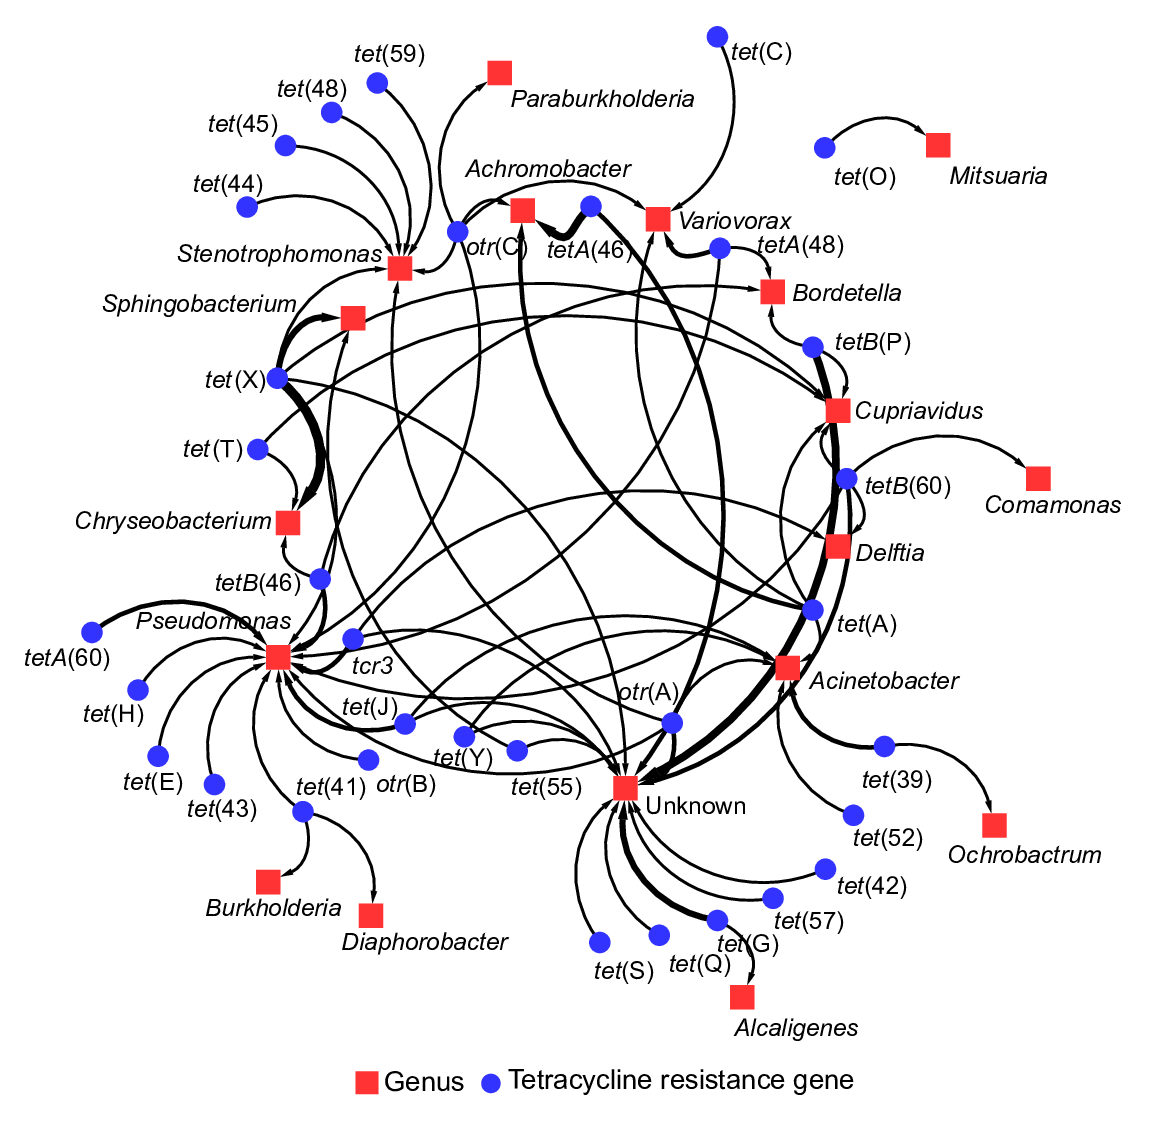 tet(C)
tet(59)
Paraburkholderia
tet(48)
tet(45)
Achromobacter
tet(O)
Mitsuaria
tet(44)
Variovorax
Stenotrophomonas
otr(C)
tetA(46)
tetA(48)
Sphingobacterium
Bordetella
tetB(P)
tet(X)
Cupriavidus
tet(T)
tetB(60)
Comamonas
Chryseobacterium
Delftia
tetB(46)
Pseudomonas
tet(A)
tetA(60)
tcr3
Acinetobacter
otr(A)
tet(H)
tet(J)
tet(Y)
tet(E)
tet(43)
tet(41)
otr(B)
tet(55)
tet(39)
Unknown
tet(52)
Ochrobactrum
tet(42)
Burkholderia
tet(57)
Diaphorobacter
tet(G)
tet(S)
tet(Q)
Alcaligenes
Genus
Tetracycline resistance gene